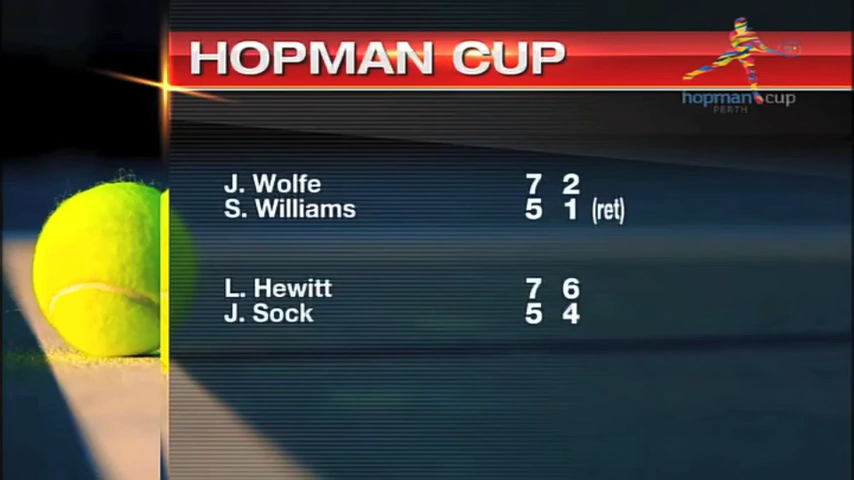 HOPMAN CUP
hopman cup
PERTH
J. Wolfe 7 2
S. Williams 5 1 (ret)
L. Hewitt 7 6
J. Sock 5 4